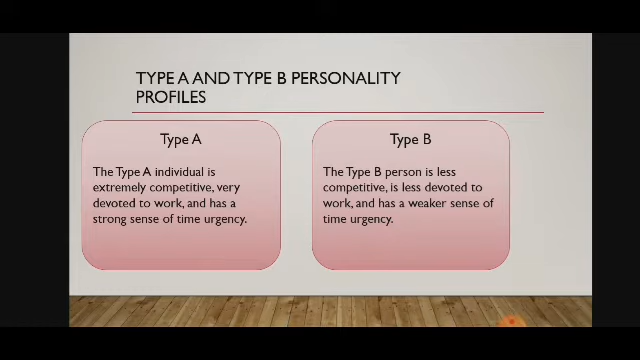 TYPE A AND TYPE B PERSONALITY
PROFILES
Type A
The Type A individual is
extremely competitive, very
devoted to work, and has a
strong sense of time urgency.
Type B
The Type B person is less
competitive, is less devoted to
work, and has a weaker sense of
time urgency.